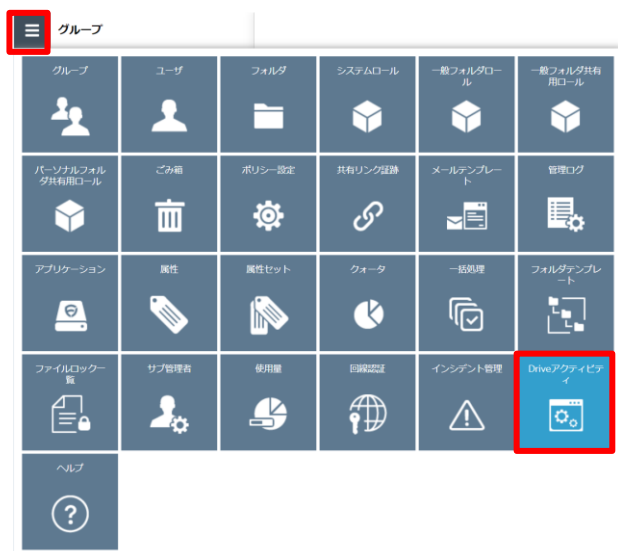 グループ
グループ
ユーザ
フォルダ
システムロール
一般フォルダロー
ル
一般フォルダ共有
用ロール
パーソナルフォル
ダ共有用ロール
ごみ箱
ポリシー設定
共有リンク証跡
メールテンプレー
ト
管理ログ
アプリケーション
属性
属性セット
クォータ
一括処理
フォルダテンプレ
ート
ファイルロック一
覧
サブ管理者
使用量
回線認証
インシデント管理
Driveアクティビテ
ィ
ヘルプ